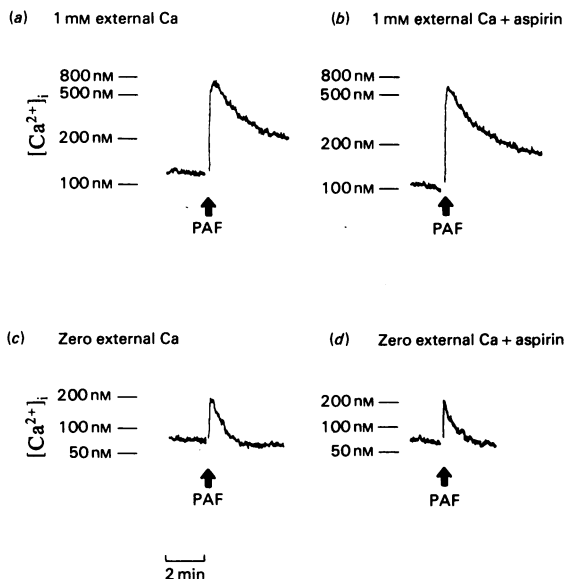 (a) 1 mM external Ca
800 nM
500 nM
200 nM
100 nM
[Ca2+]i
PAF
(b) 1 mM external Ca + aspirin
800 nM
500 nM
200 nM
100 nM
PAF
(c) Zero external Ca
200 nM
100 nM
50 nM
[Ca2+]i
PAF
2 min
(d) Zero external Ca + aspirin
200 nM
100 nM
50 nM
PAF